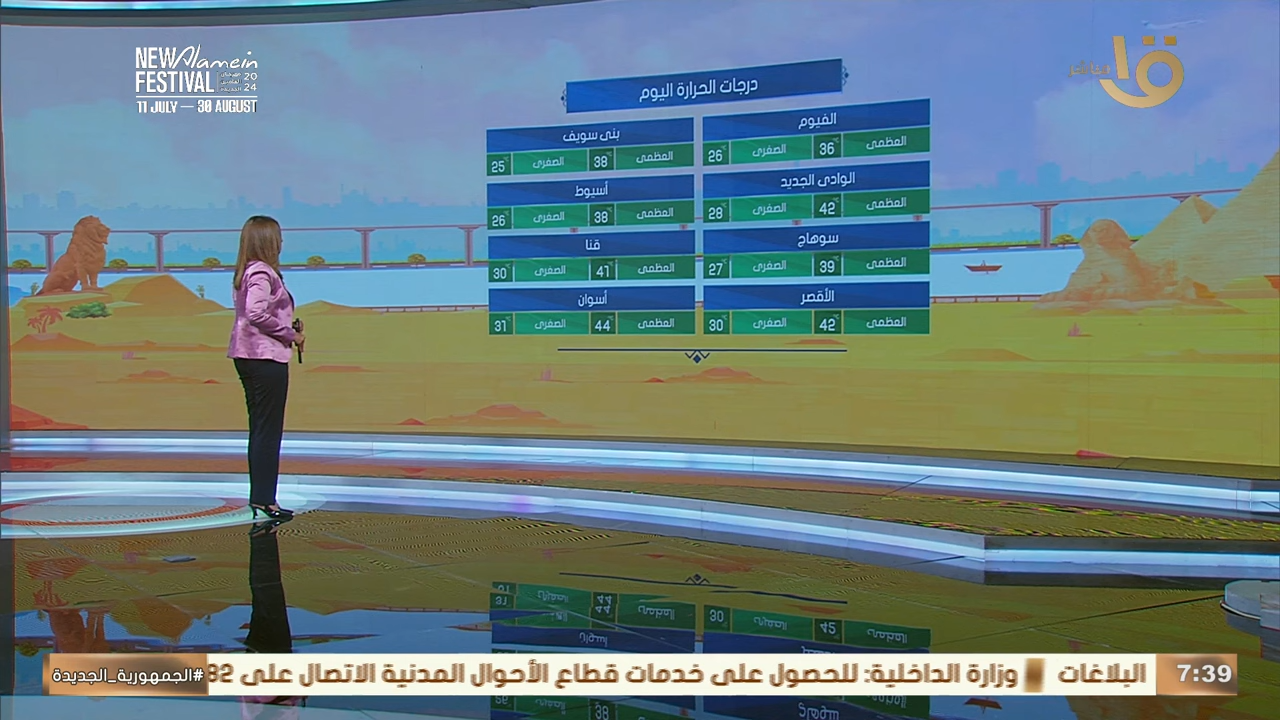 NEW Alamein
FESTIVAL 2024
11 JULY — 30 AUGUST
مباشر
درجات الحرارة اليوم
الفيوم
العظمى 36° الصغرى 26°
بنى سويف
العظمى 38° الصغرى 25°
الوادى الجديد
العظمى 42° الصغرى 28°
أسيوط
العظمى 38° الصغرى 26°
سوهاج
العظمى 39° الصغرى 27°
قنا
العظمى 41° الصغرى 30°
الأقصر
العظمى 42° الصغرى 30°
أسوان
العظمى 44° الصغرى 31°
7:39 البلاغات وزارة الداخلية: للحصول على خدمات قطاع الأحوال المدنية الاتصال على #الجمهورية_الجديدة